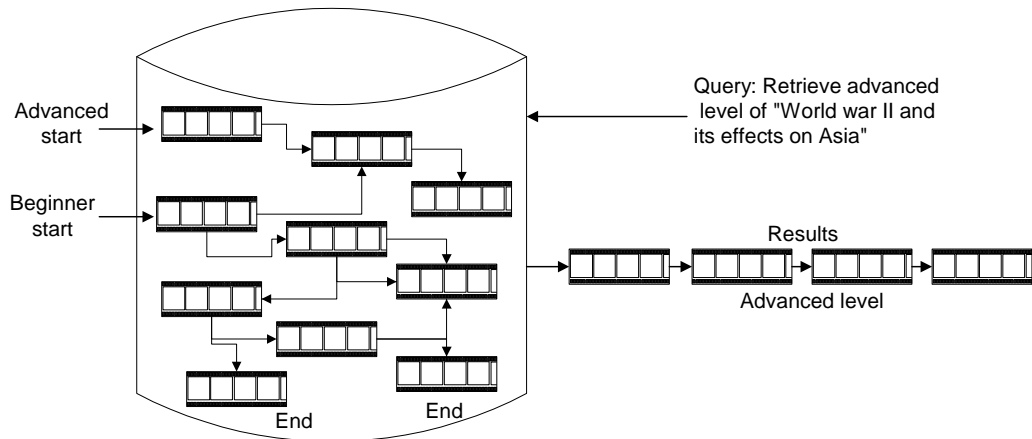 Advanced
start
Query: Retrieve advanced
level of "World war II and
its effects on Asia"
Beginner
start
Results
Advanced level
End
End